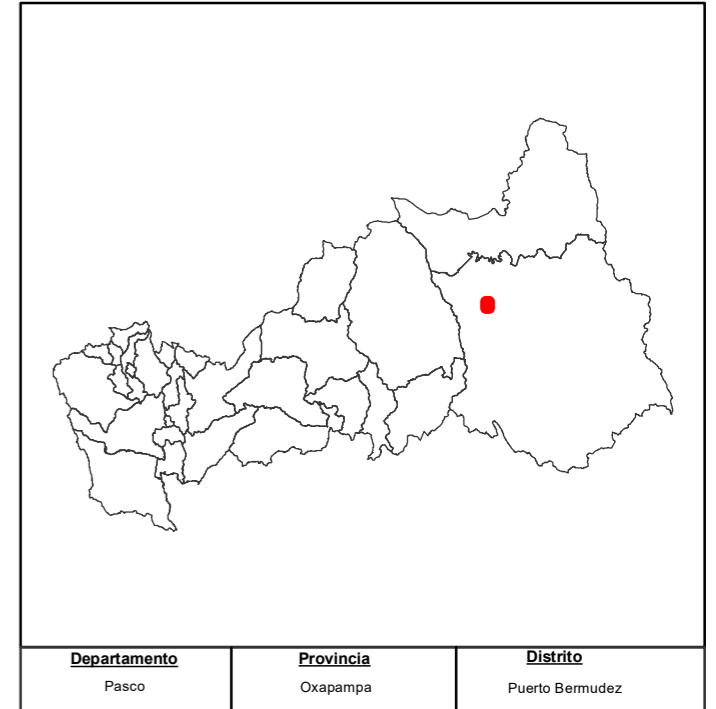 Departamento
Provincia
Distrito
Pasco
Oxapampa
Puerto Bermudez